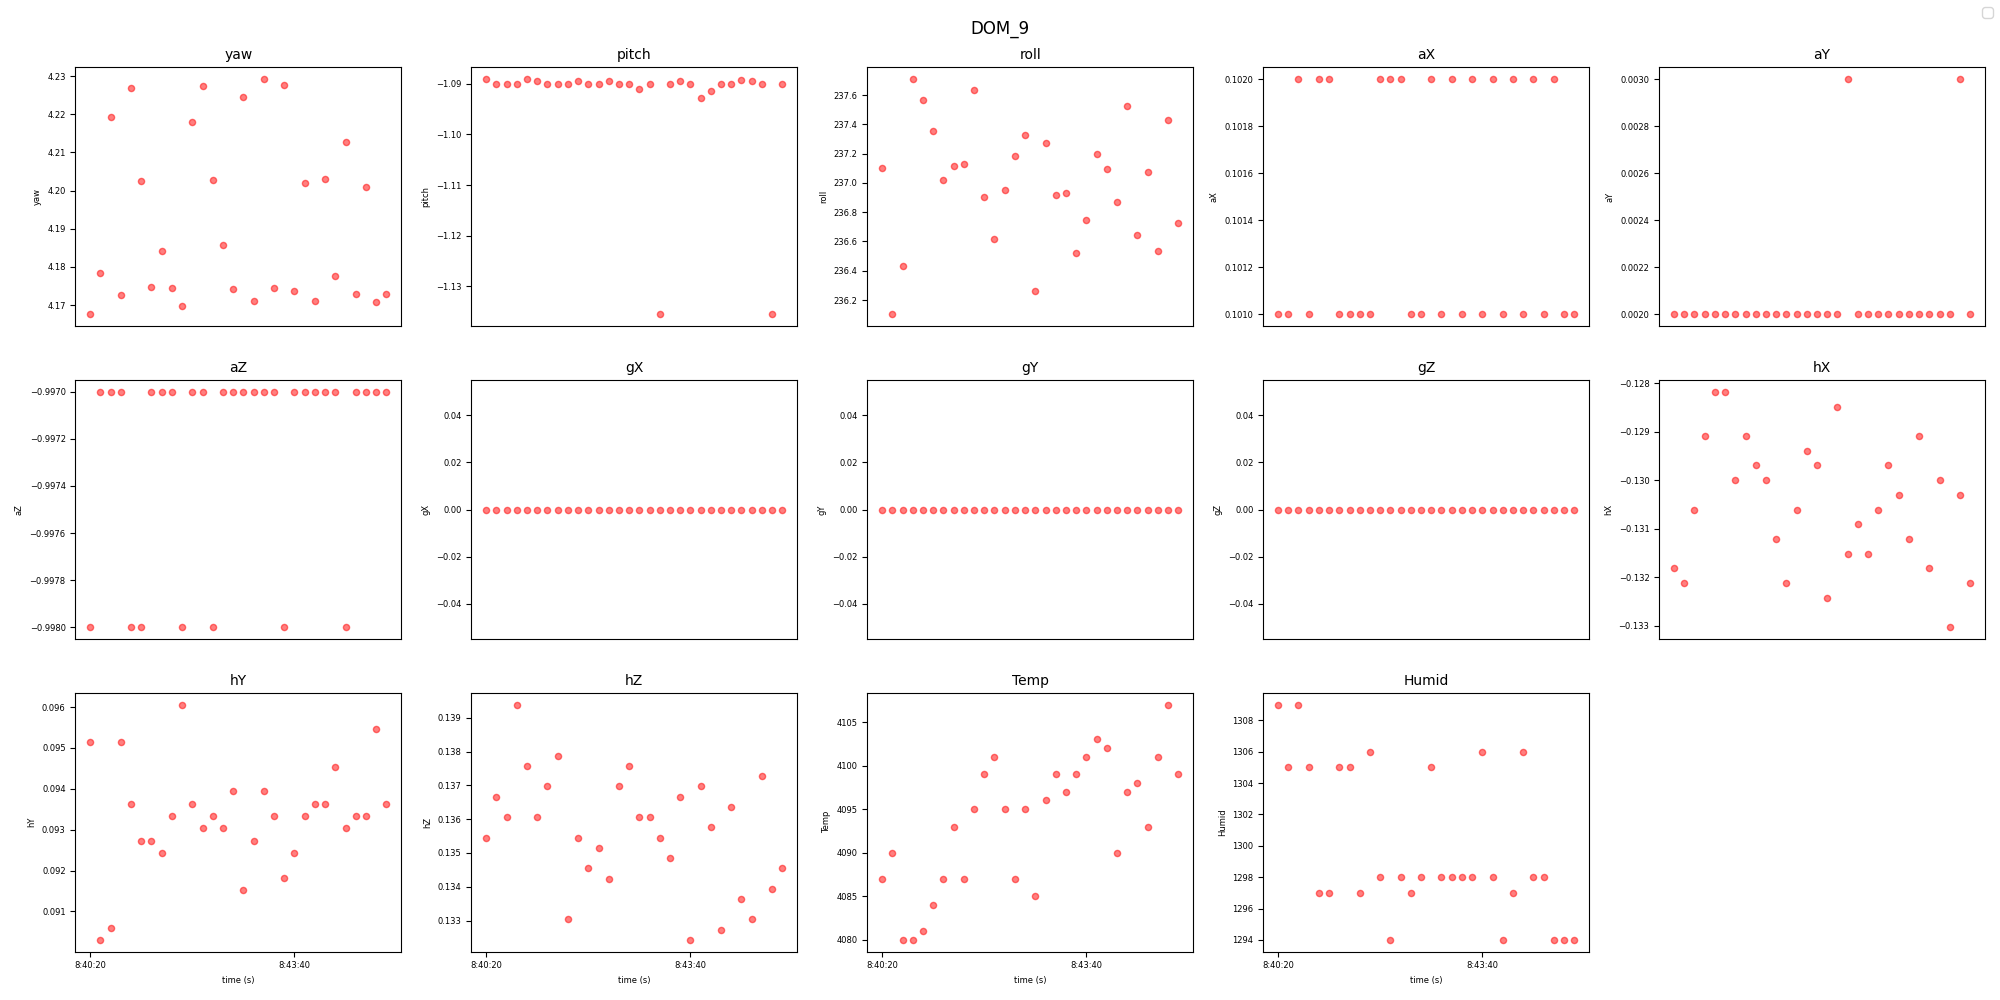 DOM_9
yaw
pitch
roll
aX
aY
4.23
4.22
4.21
4.20
4.19
4.18
4.17
yaw
−1.09
−1.10
−1.11
−1.12
−1.13
pitch
237.6
237.4
237.2
237.0
236.8
236.6
236.4
236.2
roll
0.1020
0.1018
0.1016
0.1014
0.1012
0.1010
aX
0.0030
0.0028
0.0026
0.0024
0.0022
0.0020
aY
aZ
gX
gY
gZ
hX
−0.9970
−0.9972
−0.9974
−0.9976
−0.9978
−0.9980
aZ
0.04
0.02
0.00
−0.02
−0.04
gX
0.04
0.02
0.00
−0.02
−0.04
gY
0.04
0.02
0.00
−0.02
−0.04
gZ
−0.128
−0.129
−0.130
−0.131
−0.132
−0.133
hX
hY
hZ
Temp
Humid
0.096
0.095
0.094
0.093
0.092
0.091
hY
8:40:20 8:43:40
time (s)
0.139
0.138
0.137
0.136
0.135
0.134
0.133
hZ
8:40:20 8:43:40
time (s)
4105
4100
4095
4090
4085
4080
Temp
8:40:20 8:43:40
time (s)
1308
1306
1304
1302
1300
1298
1296
1294
Humid
8:40:20 8:43:40
time (s)